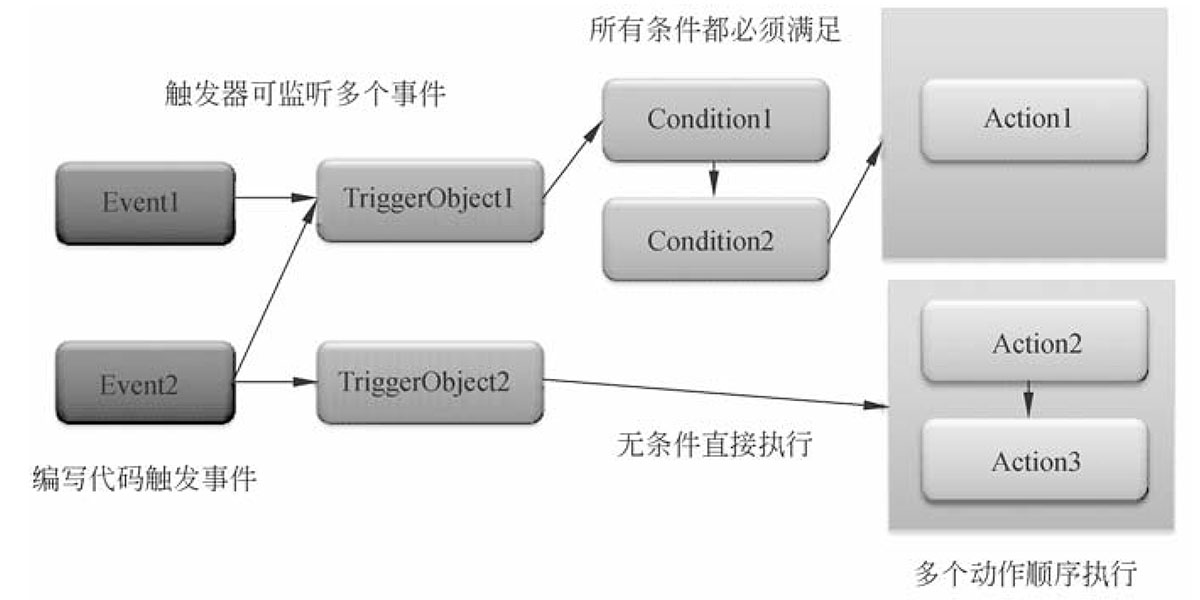 所有条件都必须满足
触发器可监听多个事件
Condition1
Action1
Event1
TriggerObject1
Condition2
Event2
TriggerObject2
Action2
无条件直接执行
Action3
编写代码触发事件
多个动作顺序执行